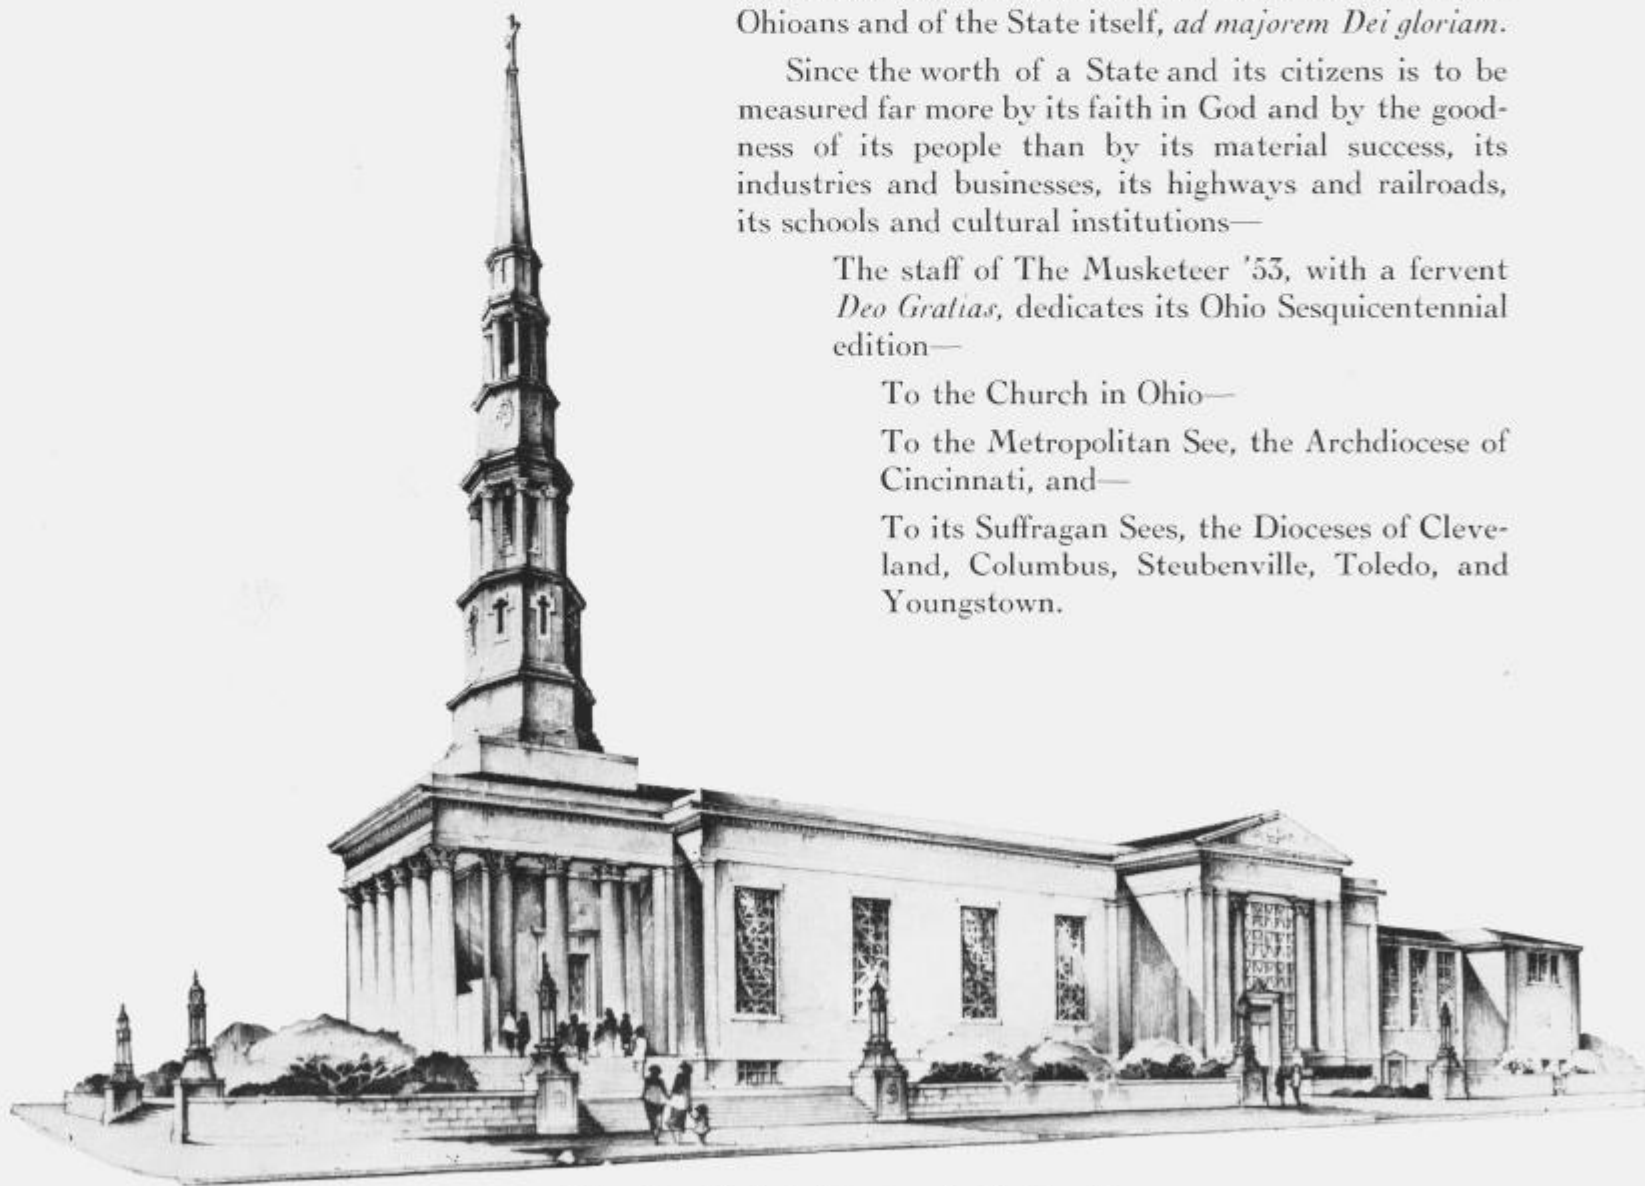 Ohioans and of the State itself, ad majorem Dei gloriam.
Since the worth of a State and its citizens is to be
measured far more by its faith in God and by the good-
ness of its people than by its material success, its
industries and businesses, its highways and railroads,
its schools and cultural institutions—
The staff of The Musketeer '53, with a fervent
Deo Gratias, dedicates its Ohio Sesquicentennial
edition—
To the Church in Ohio—
To the Metropolitan See, the Archdiocese of
Cincinnati, and—
To its Suffragan Sees, the Dioceses of Cleve-
land, Columbus, Steubenville, Toledo, and
Youngstown.